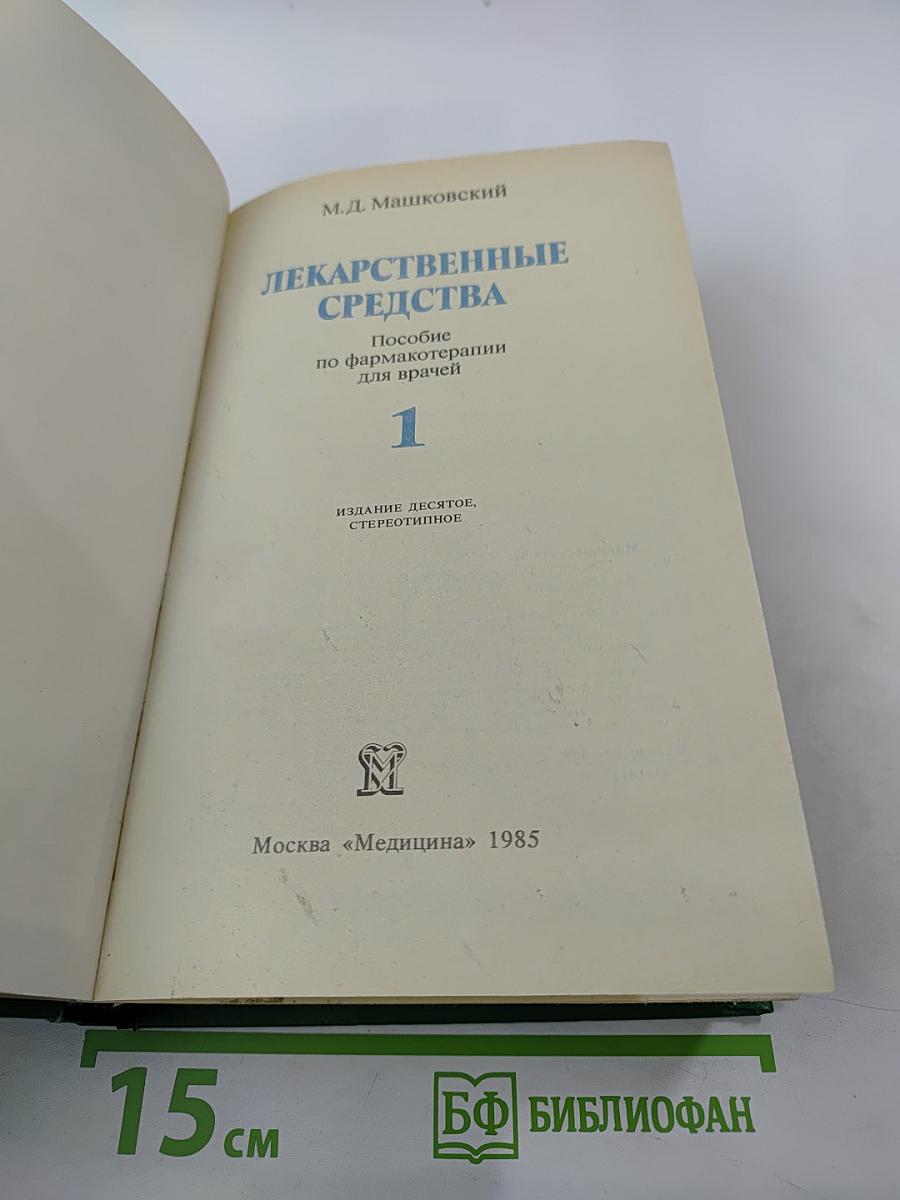 М.Д. Машковский
ЛЕКАРСТВЕННЫЕ
СРЕДСТВА
Пособие
по фармакотерапии
для врачей
1
ИЗДАНИЕ ДЕСЯТОЕ,
СТЕРЕОТИПНОЕ
Москва «Медицина» 1985
15 см
БФ БИБЛИОФАН